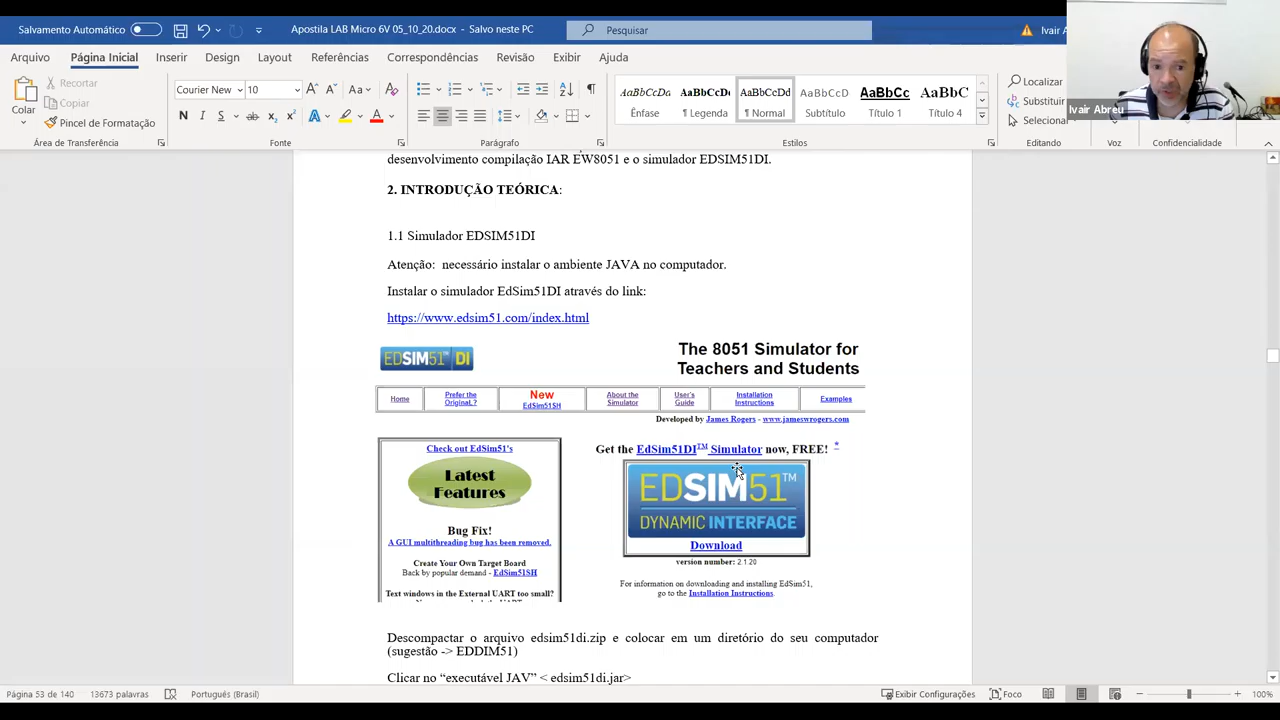 Salvamento Automático
Apostila LAB Micro 6V 05_10_20.docx - Salvo neste PC
Pesquisar
Ivair A
Arquivo
Página Inicial
Inserir
Design
Layout
Referências
Correspondências
Revisão
Exibir
Ajuda
Colar
Recortar
Copiar
Pincel de Formatação
Courier New
10
AaBbCcDd
AaBbCcDd
AaBbCcDd
AaBbCc
AaBbC
Ênfase
¶ Legenda
¶ Normal
Subtítulo
Título 1
Título 4
Localizar
Substituir
Selecionar
Ivair Abreu
Área de Transferência
Fonte
Parágrafo
Estilos
Editando
Voz
Confidencialidade
desenvolvimento compilação IAR EW8051 e o simulador EDSIM51DI.
2. INTRODUÇÃO TEÓRICA:
1.1 Simulador EDSIM51DI
Atenção: necessário instalar o ambiente JAVA no computador.
Instalar o simulador EdSim51DI através do link:
https://www.edsim51.com/index.html
EDSIM51 DI
The 8051 Simulator for
Teachers and Students
Home
Prefer the
OriginaL?
New
EdSim51SH
About the
Simulator
User's
Guide
Installation
Instructions
Examples
Developed by James Rogers - www.jameswrogers.com
Check out EdSim51's
Latest
Features
Bug Fix!
A GUI multithreading bug has been removed.
Create Your Own Target Board
Back by popular demand - EdSim51SH
Text windows in the External UART too small?
Get the EdSim51DI™ Simulator now, FREE! *
EDSIM51™
DYNAMIC INTERFACE
Download
version number: 2.1.20
For information on downloading and installing EdSim51,
go to the Installation Instructions.
Descompactar o arquivo edsim51di.zip e colocar em um diretório do seu computador
(sugestão -> EDDIM51)
Clicar no “executável JAV” < edsim51di.jar>
Página 53 de 140
13673 palavras
Português (Brasil)
Exibir Configurações
Foco
100%